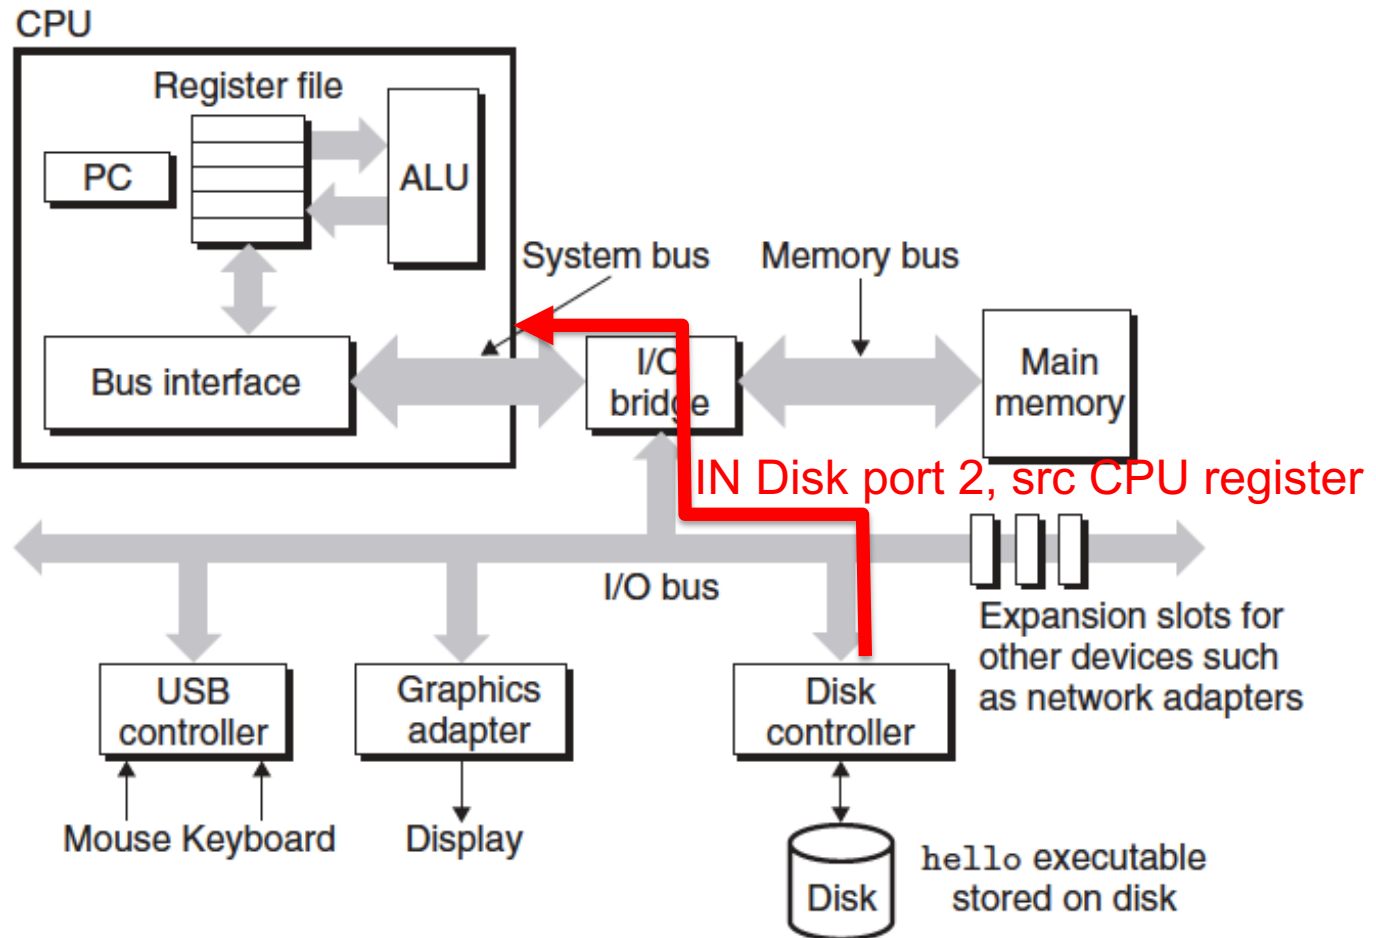 CPU
Register file
PC
ALU
System bus
Memory bus
Bus interface
I/O
bridge
Main
memory
IN Disk port 2, src CPU register
I/O bus
Expansion slots for
other devices such
as network adapters
USB
controller
Graphics
adapter
Disk
controller
Mouse Keyboard
Display
Disk
hello executable
stored on disk